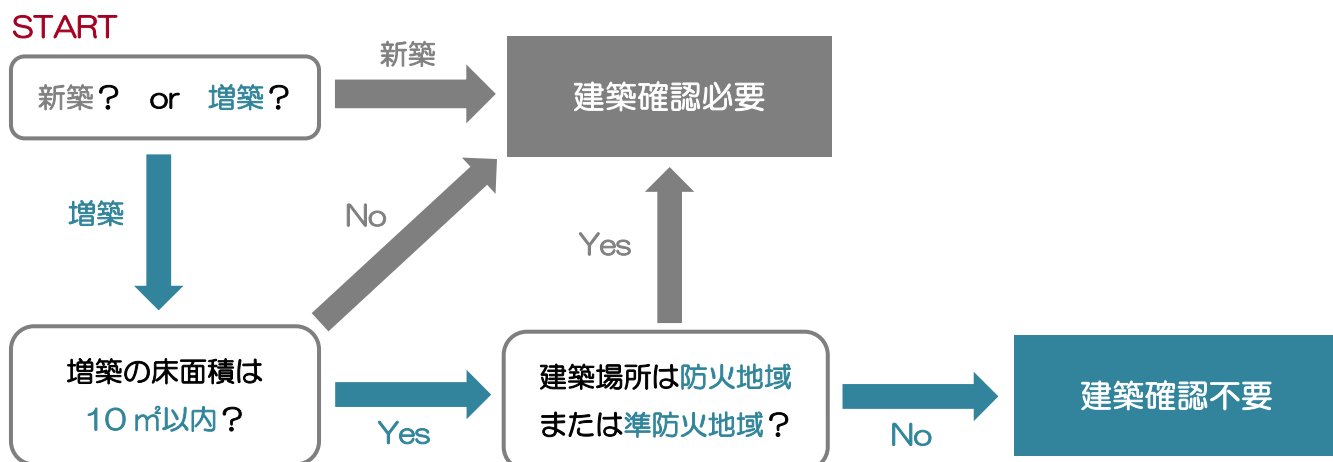 START
新築？ or 増築？
新築
建築確認必要
増築
No
Yes
増築の床面積は
10㎡以内？
Yes
建築場所は防火地域
または準防火地域？
No
建築確認不要